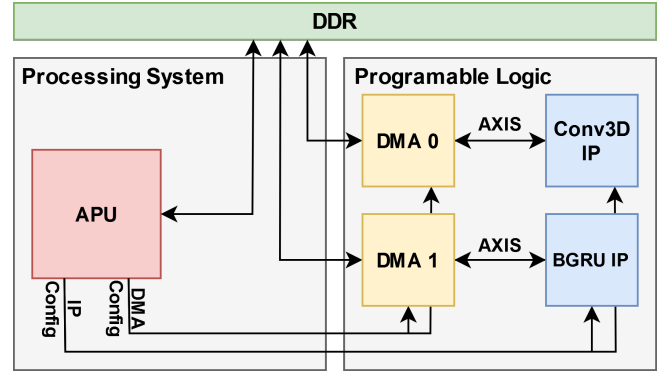 DDR
Processing System
Programable Logic
DMA 0
AXIS
Conv3D
IP
APU
DMA 1
AXIS
BGRU IP
IP
Config
DMA
Config